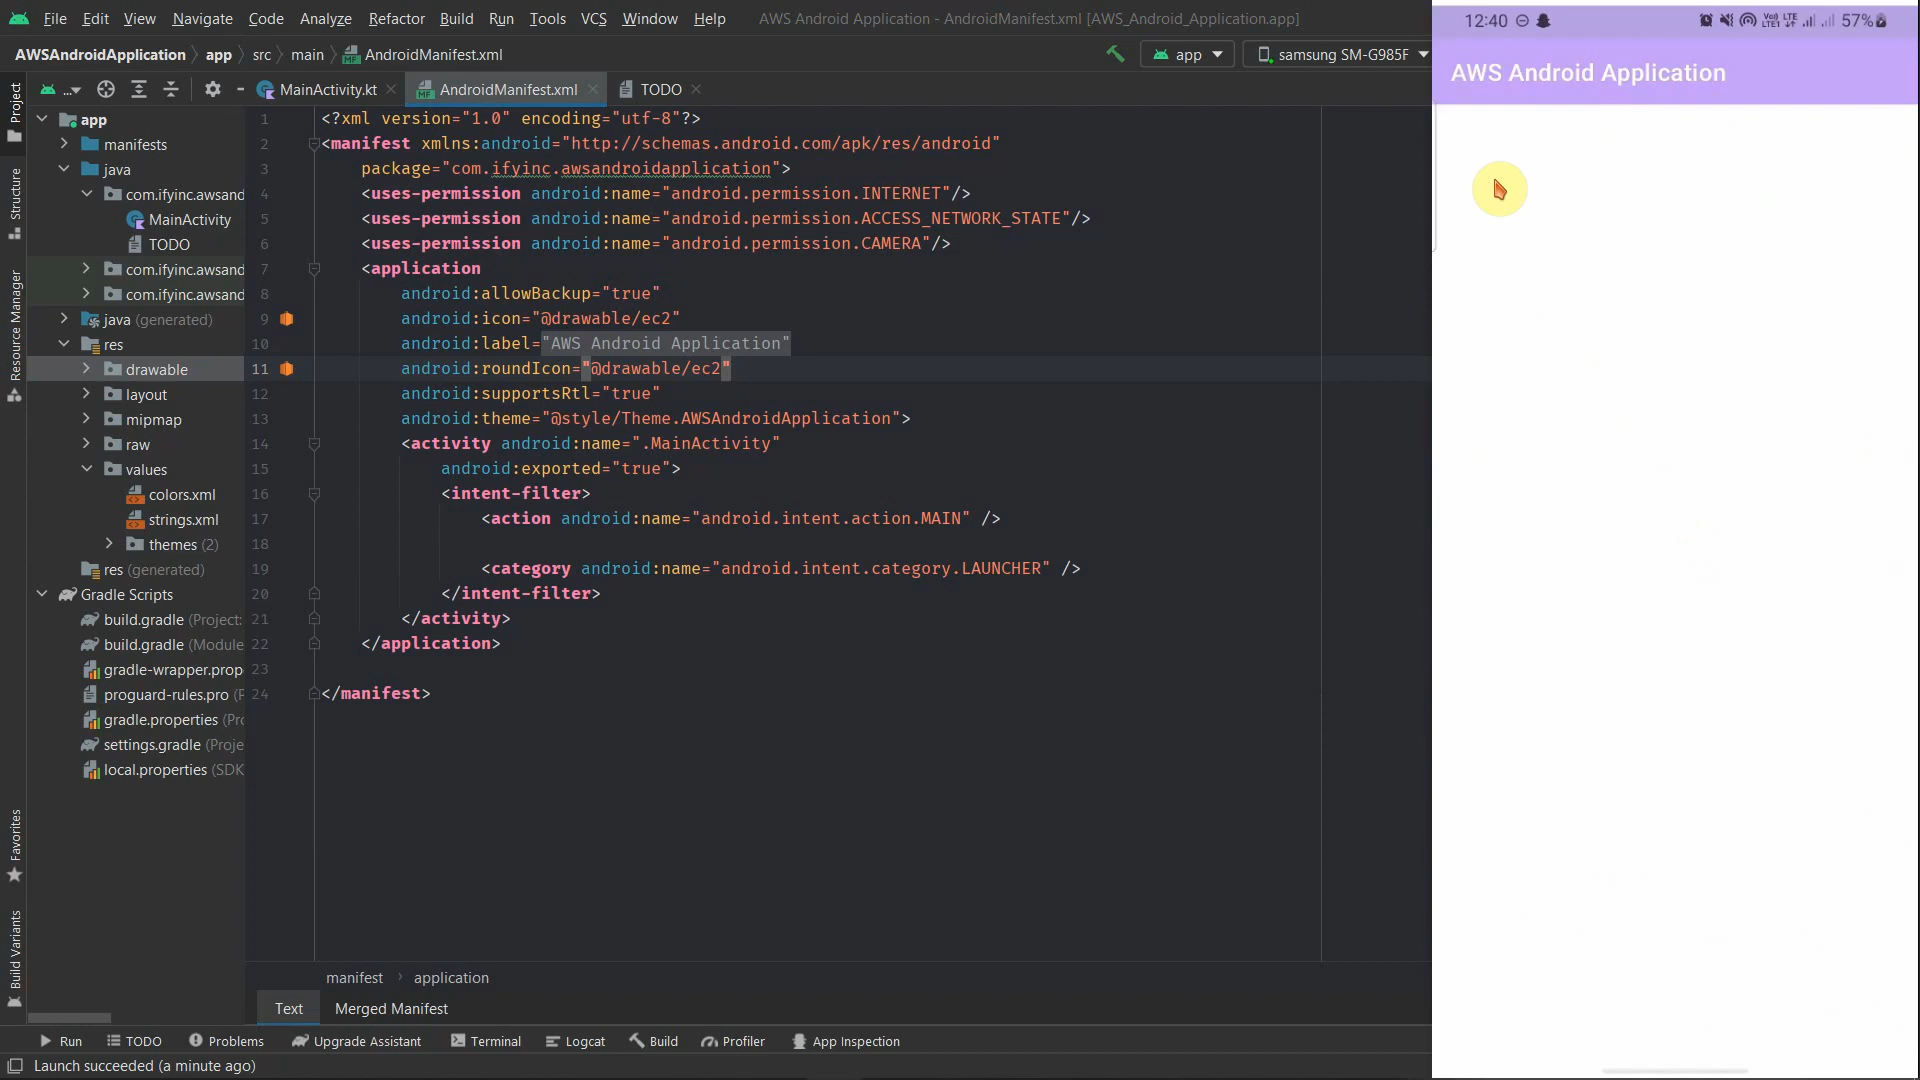 File Edit View Navigate Code Analyze Refactor Build Run Tools VCS Window Help AWS Android Application - AndroidManifest.xml [AWS_Android_Application.app]
AWSAndroidApplication app src main AndroidManifest.xml app samsung SM-G985F
... MainActivity.kt AndroidManifest.xml TODO
Project
Structure
Resource Manager
Favorites
Build Variants
app
manifests
java
com.ifyinc.awsand
MainActivity
TODO
com.ifyinc.awsand
com.ifyinc.awsand
java (generated)
res
drawable
layout
mipmap
raw
values
colors.xml
strings.xml
themes (2)
res (generated)
Gradle Scripts
build.gradle (Project:
build.gradle (Module
gradle-wrapper.prop
proguard-rules.pro (F
gradle.properties (Pro
settings.gradle (Proje
local.properties (SDK
1 <?xml version="1.0" encoding="utf-8"?>
2 <manifest xmlns:android="http://schemas.android.com/apk/res/android"
3 package="com.ifyinc.awsandroidapplication">
4 <uses-permission android:name="android.permission.INTERNET"/>
5 <uses-permission android:name="android.permission.ACCESS_NETWORK_STATE"/>
6 <uses-permission android:name="android.permission.CAMERA"/>
7 <application
8 android:allowBackup="true"
9 android:icon="@drawable/ec2"
10 android:label="AWS Android Application"
11 android:roundIcon="@drawable/ec2"
12 android:supportsRtl="true"
13 android:theme="@style/Theme.AWSAndroidApplication">
14 <activity android:name=".MainActivity"
15 android:exported="true">
16 <intent-filter>
17 <action android:name="android.intent.action.MAIN" />
18
19 <category android:name="android.intent.category.LAUNCHER" />
20 </intent-filter>
21 </activity>
22 </application>
23
24 </manifest>
manifest application
Text Merged Manifest
Run TODO Problems Upgrade Assistant Terminal Logcat Build Profiler App Inspection
Launch succeeded (a minute ago)
12:40 Vo) LTE1 LTE 57%
AWS Android Application